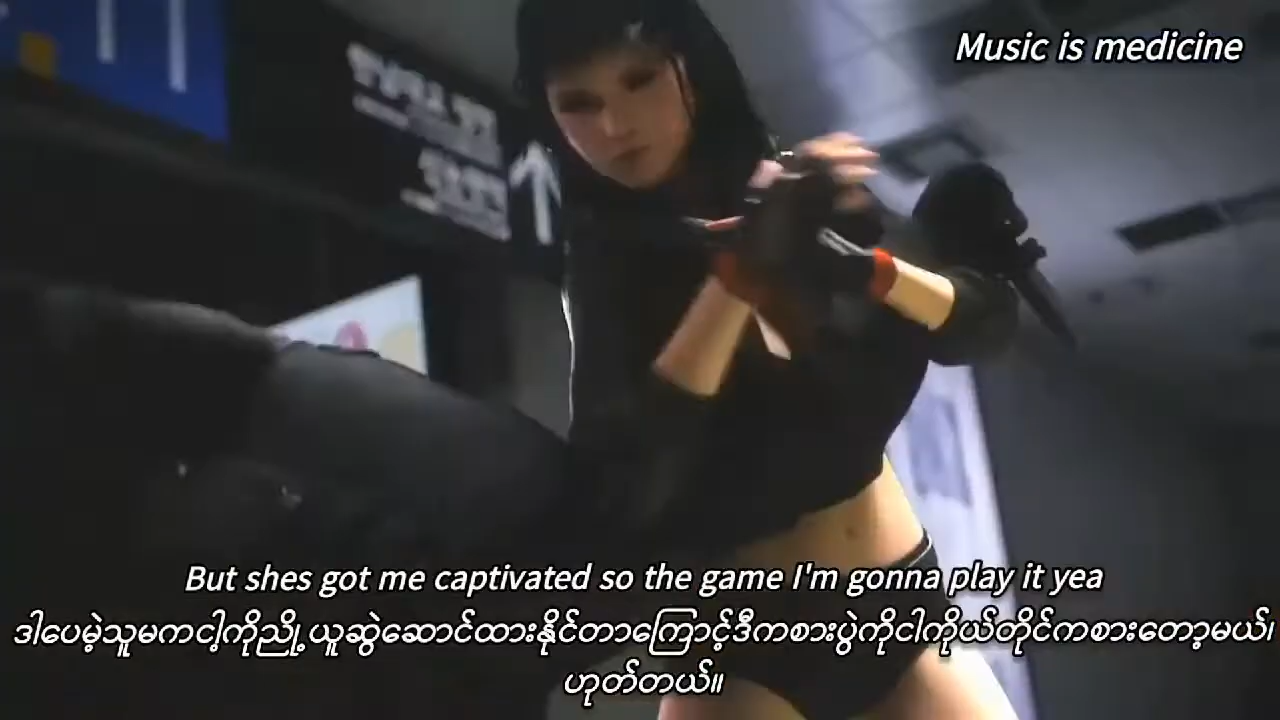 Music is medicine
But shes got me captivated so the game I'm gonna play it yea
ဒါပေမဲ့သူမကငါ့ကိုညှို့ယူဆွဲဆောင်ထားနိုင်တာကြောင့်ဒီကစားပွဲကိုငါကိုယ်တိုင်ကစားတော့မယ်၊
ဟုတ်တယ်။